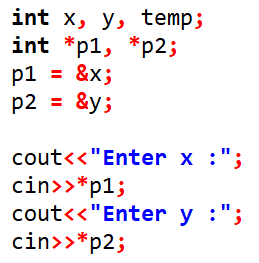 int x, y, temp;
int *p1, *p2;
p1 = &x;
p2 = &y;
cout<<"Enter x :";
cin>>*p1;
cout<<"Enter y :";
cin>>*p2;